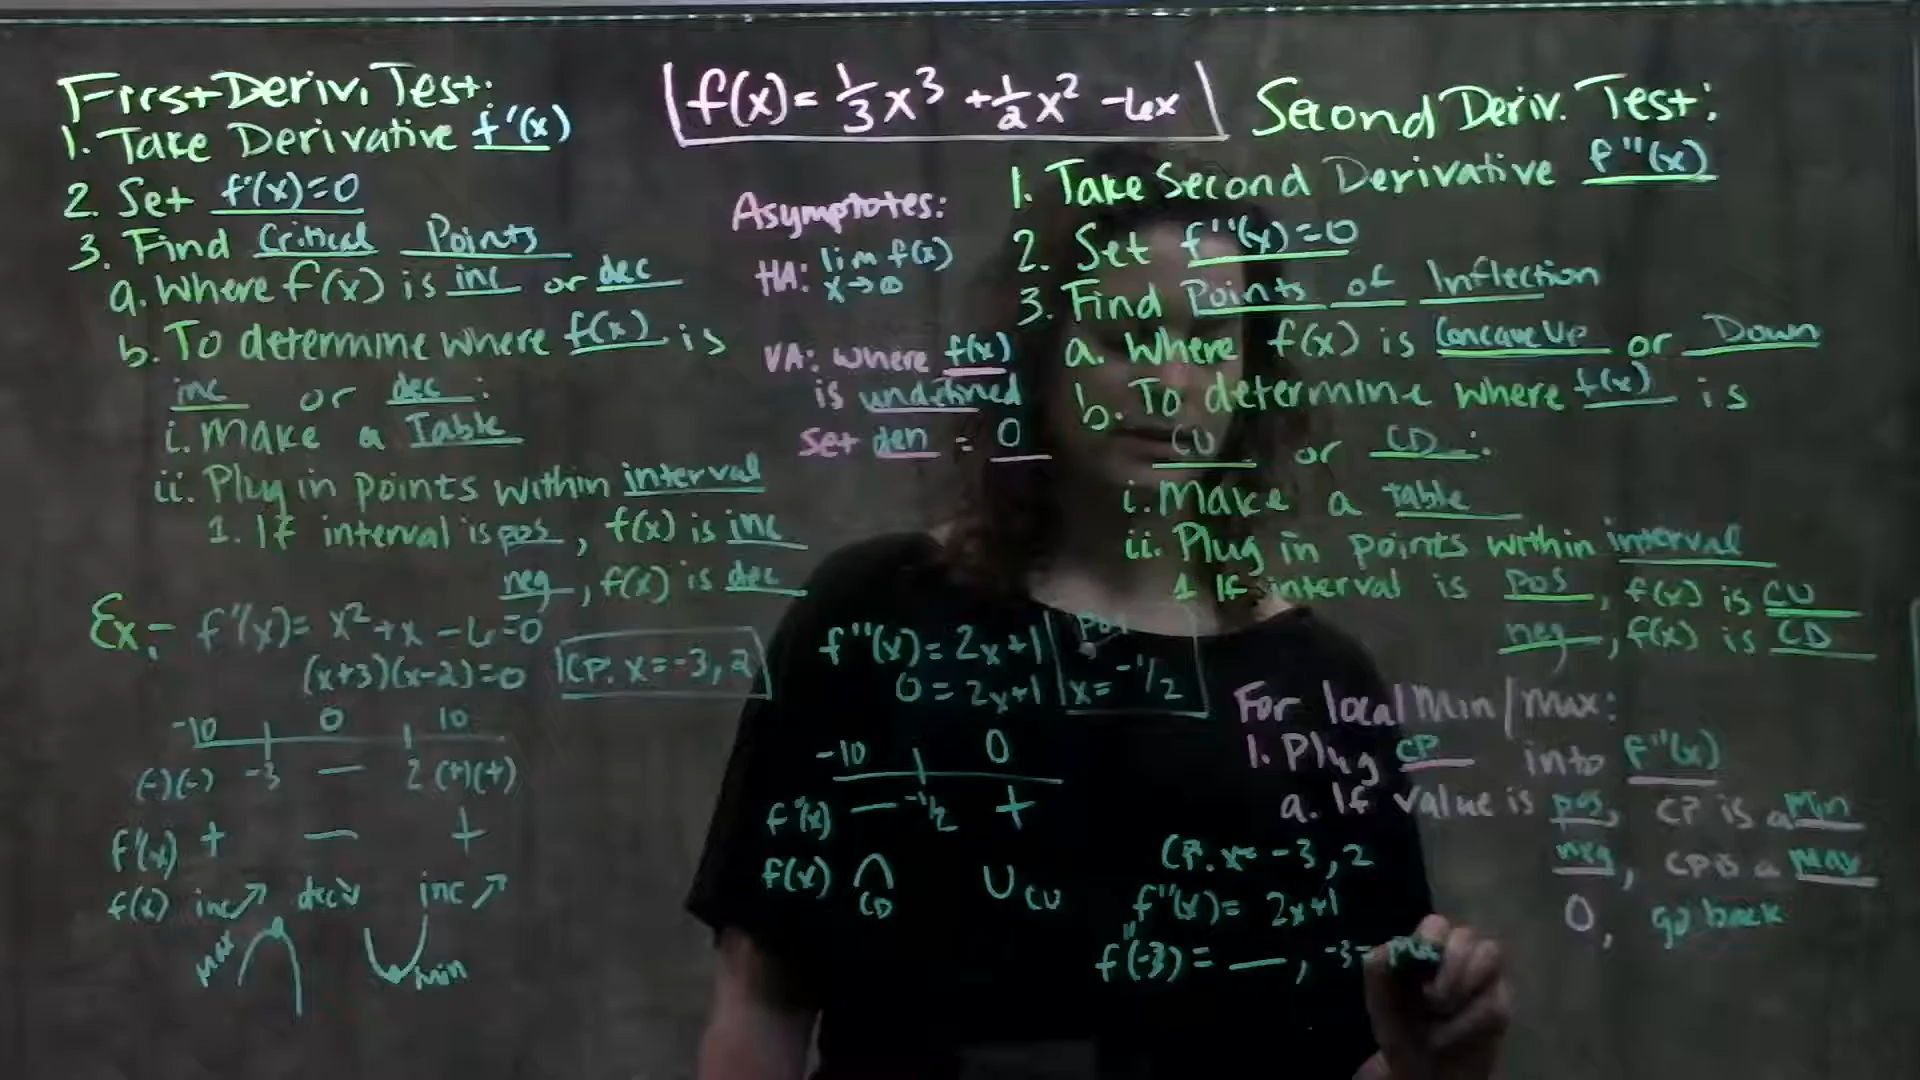 f(x)= 1/3 x³ + 1/2 x² - 6x
First Deriv. Test:
1. Take Derivative f'(x)
2. Set f'(x)=0
3. Find Critical Points
a. Where f(x) is inc or dec
b. To determine where f(x) is
inc or dec:
i. Make a Table
ii. Plug in points within interval
1. If interval is pos, f(x) is inc
neg, f(x) is dec
Ex:- f'(x)= x²+x-6=0
(x+3)(x-2)=0
CP. x=-3,2
-10 0 10
(-)(-) -3 — 2 (+)(+)
f'(x) + — +
f(x) inc↗ dec↘ inc↗
max min
Asymptotes:
HA: lim f(x)
x→∞
VA: Where f(x)
is undefined
Set den = 0
Second Deriv. Test:
1. Take Second Derivative f''(x)
2. Set f''(x)=0
3. Find Points of Inflection
a. Where f(x) is Concave Up or Down
b. To determine where f(x) is
CU or CD:
i. Make a table
ii. Plug in points within interval
1 If interval is pos, f(x) is CU
neg, f(x) is CD
f''(x)= 2x+1
0 = 2x+1
POI
x= -1/2
-10 0
f''(x) — -1/2 +
f(x) ∩ CD ∪ CU
For local Min/Max:
1. Plug CP into f''(x)
a. If value is pos, CP is a Min
neg, CP is a Max
0, go back
CP. x= -3,2
f''(x)= 2x+1
f''(-3) = —, -3=